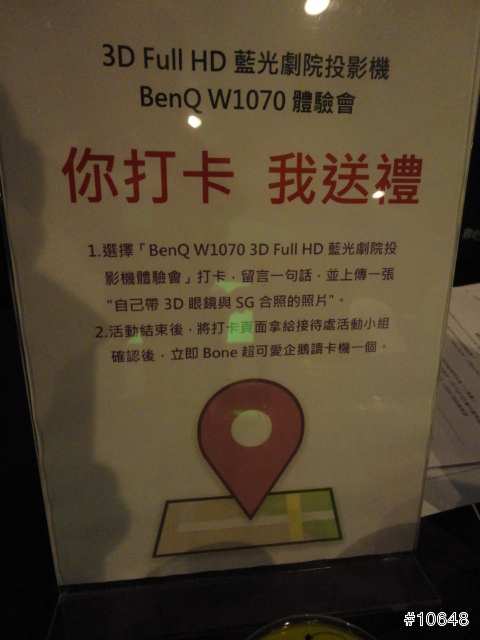 3D Full HD 藍光劇院投影機
BenQ W1070 體驗會
你打卡 我送禮
1.選擇「BenQ W1070 3D Full HD 藍光劇院投
影機體驗會」打卡，留言一句話，並上傳一張
"自己帶 3D 眼鏡與 SG 合照的照片"。
2.活動結束後，將打卡頁面拿給接待處活動小組
確認後，立即 Bone 超可愛企鵝讀卡機一個。
#10648